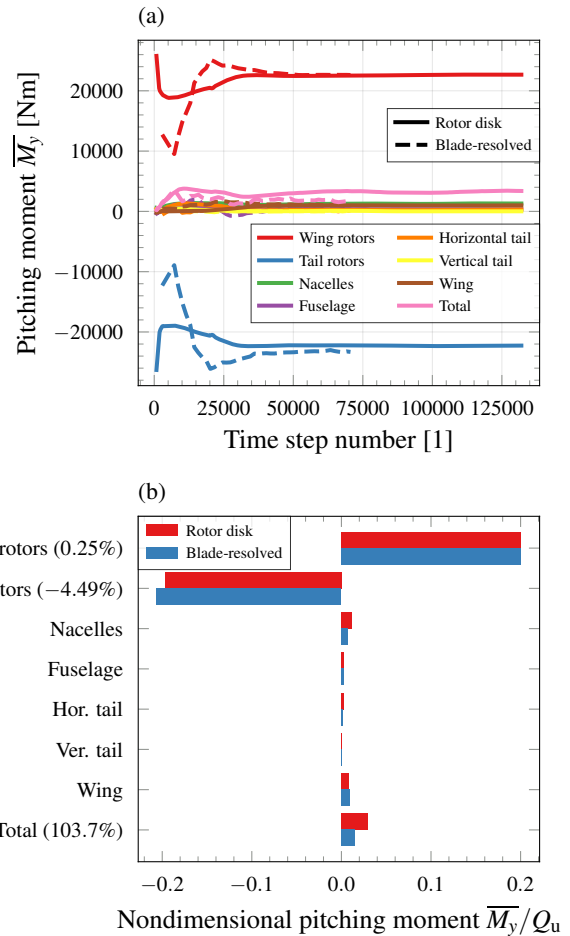 (a)
Pitching moment M_y [Nm]
20000
10000
0
−10000
−20000
Rotor disk
Blade-resolved
Wing rotors
Horizontal tail
Tail rotors
Vertical tail
Nacelles
Wing
Fuselage
Total
0 25000 50000 75000 100000 125000
Time step number [1]
(b)
Rotor disk
Blade-resolved
rotors (0.25%)
tors (−4.49%)
Nacelles
Fuselage
Hor. tail
Ver. tail
Wing
Total (103.7%)
−0.2 −0.1 0.0 0.1 0.2
Nondimensional pitching moment M_y/Q_u